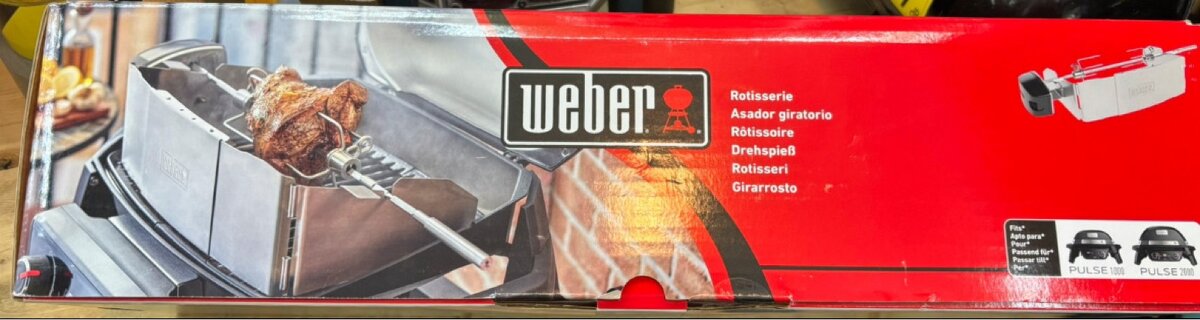 weber
Rotisserie
Asador giratorio
Rôtissoire
Drehspieß
Rotisseri
Girarrosto
Fits*
Apto para*
Pour*
Passend für*
Passar till*
Per*
PULSE 1000
PULSE 2000